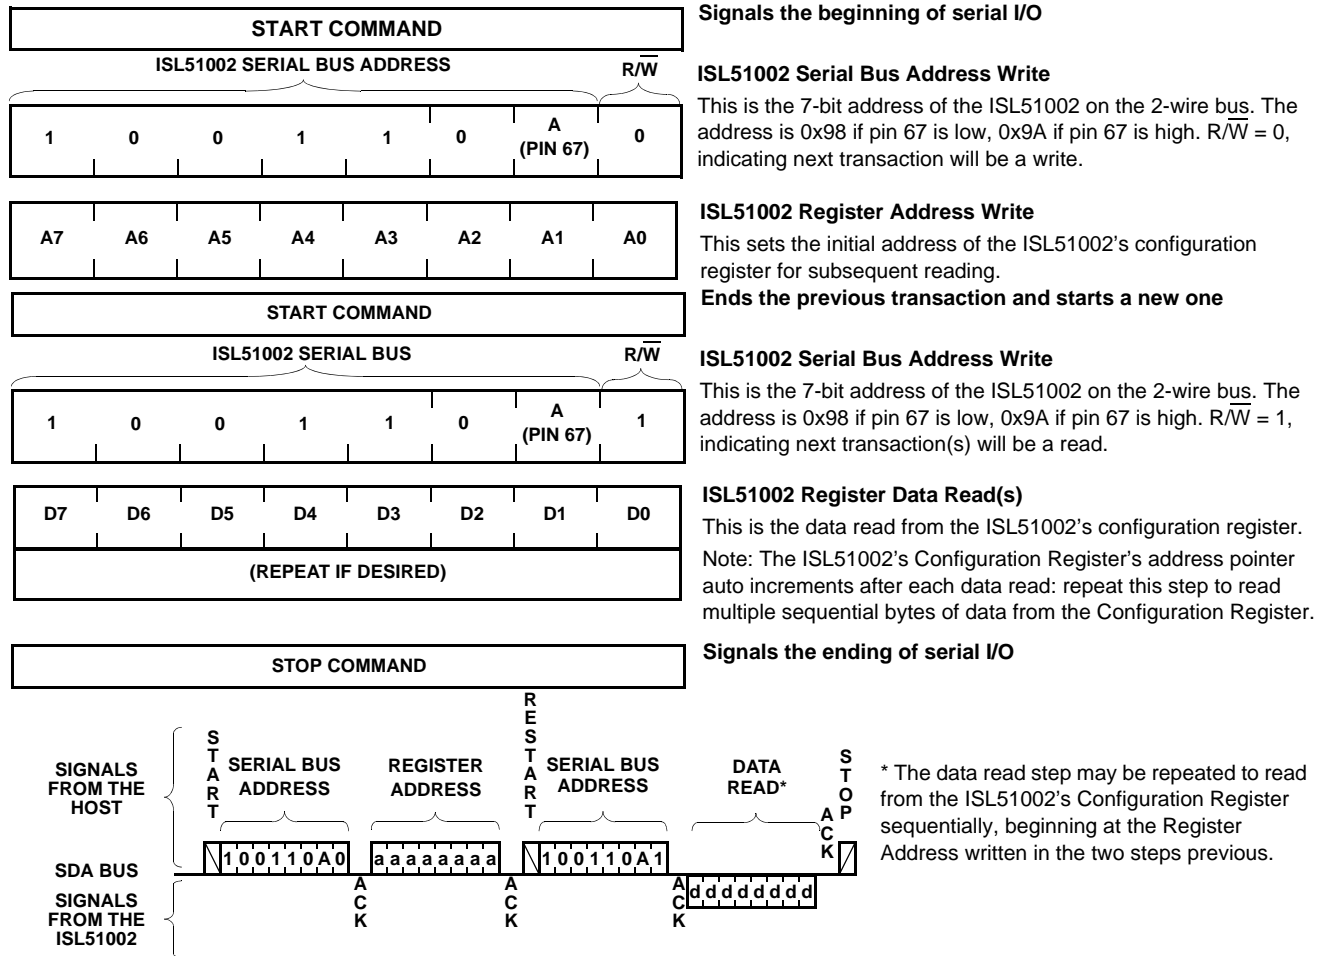 START COMMAND
Signals the beginning of serial I/O
ISL51002 SERIAL BUS ADDRESS
R/W
1 0 0 1 1 0 A (PIN 67) 0
ISL51002 Serial Bus Address Write
This is the 7-bit address of the ISL51002 on the 2-wire bus. The
address is 0x98 if pin 67 is low, 0x9A if pin 67 is high. R/W = 0,
indicating next transaction will be a write.
A7 A6 A5 A4 A3 A2 A1 A0
ISL51002 Register Address Write
This sets the initial address of the ISL51002's configuration
register for subsequent reading.
START COMMAND
Ends the previous transaction and starts a new one
ISL51002 SERIAL BUS
R/W
1 0 0 1 1 0 A (PIN 67) 1
ISL51002 Serial Bus Address Write
This is the 7-bit address of the ISL51002 on the 2-wire bus. The
address is 0x98 if pin 67 is low, 0x9A if pin 67 is high. R/W = 1,
indicating next transaction(s) will be a read.
D7 D6 D5 D4 D3 D2 D1 D0
(REPEAT IF DESIRED)
ISL51002 Register Data Read(s)
This is the data read from the ISL51002's configuration register.
Note: The ISL51002's Configuration Register's address pointer
auto increments after each data read: repeat this step to read
multiple sequential bytes of data from the Configuration Register.
STOP COMMAND
Signals the ending of serial I/O
SIGNALS
FROM THE
HOST
START
SERIAL BUS
ADDRESS
REGISTER
ADDRESS
RESTART
SERIAL BUS
ADDRESS
DATA
READ*
ACK
STOP
* The data read step may be repeated to read
from the ISL51002's Configuration Register
sequentially, beginning at the Register
Address written in the two steps previous.
SDA BUS
1 0 0 1 1 0 A 0
a a a a a a a a
1 0 0 1 1 0 A 1
SIGNALS
FROM THE
ISL51002
ACK
ACK
ACK
d d d d d d d d